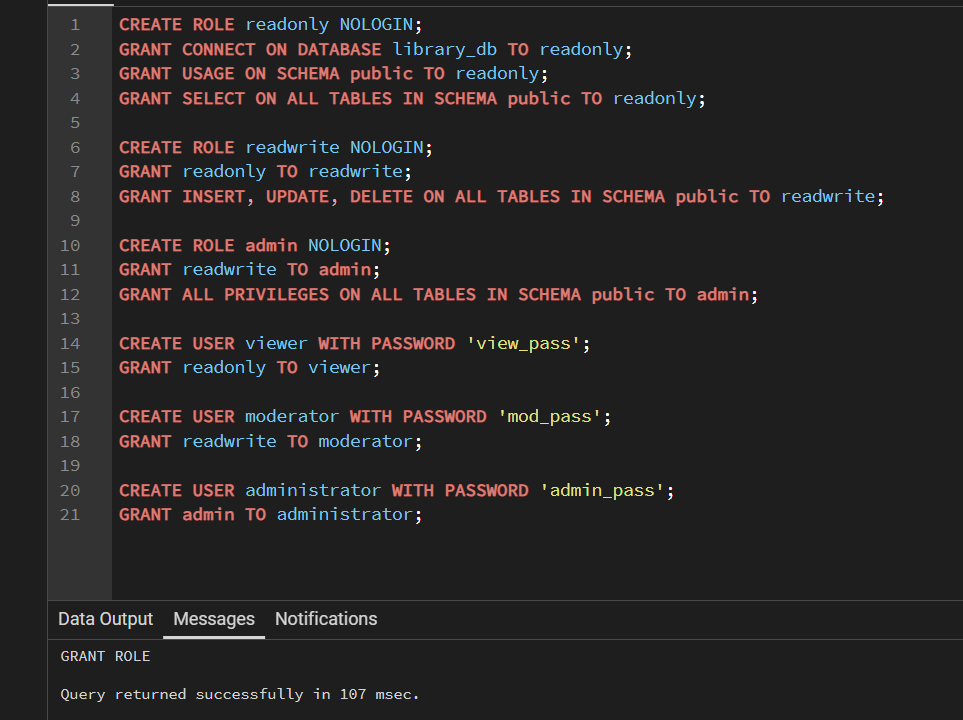 1 CREATE ROLE readonly NOLOGIN;
2 GRANT CONNECT ON DATABASE library_db TO readonly;
3 GRANT USAGE ON SCHEMA public TO readonly;
4 GRANT SELECT ON ALL TABLES IN SCHEMA public TO readonly;
5
6 CREATE ROLE readwrite NOLOGIN;
7 GRANT readonly TO readwrite;
8 GRANT INSERT, UPDATE, DELETE ON ALL TABLES IN SCHEMA public TO readwrite;
9
10 CREATE ROLE admin NOLOGIN;
11 GRANT readwrite TO admin;
12 GRANT ALL PRIVILEGES ON ALL TABLES IN SCHEMA public TO admin;
13
14 CREATE USER viewer WITH PASSWORD 'view_pass';
15 GRANT readonly TO viewer;
16
17 CREATE USER moderator WITH PASSWORD 'mod_pass';
18 GRANT readwrite TO moderator;
19
20 CREATE USER administrator WITH PASSWORD 'admin_pass';
21 GRANT admin TO administrator;
Data Output Messages Notifications
GRANT ROLE
Query returned successfully in 107 msec.